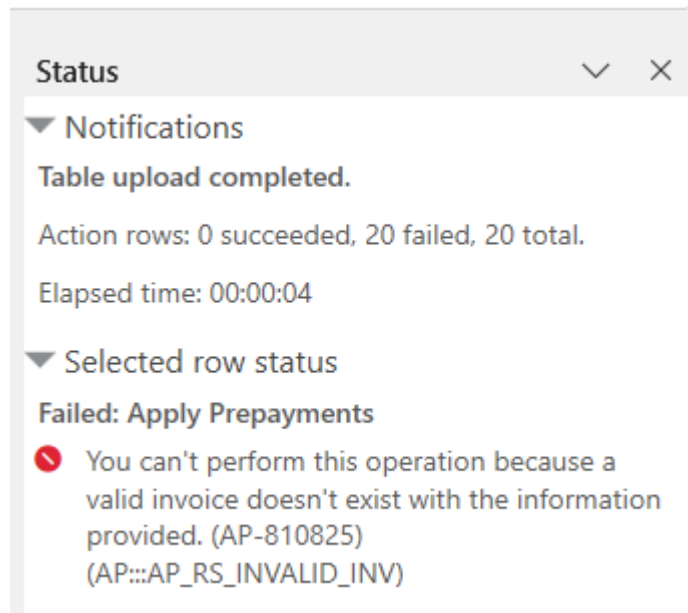 Status
Notifications
Table upload completed.
Action rows: 0 succeeded, 20 failed, 20 total.
Elapsed time: 00:00:04
Selected row status
Failed: Apply Prepayments
You can't perform this operation because a
valid invoice doesn't exist with the information
provided. (AP-810825)
(AP:::AP_RS_INVALID_INV)